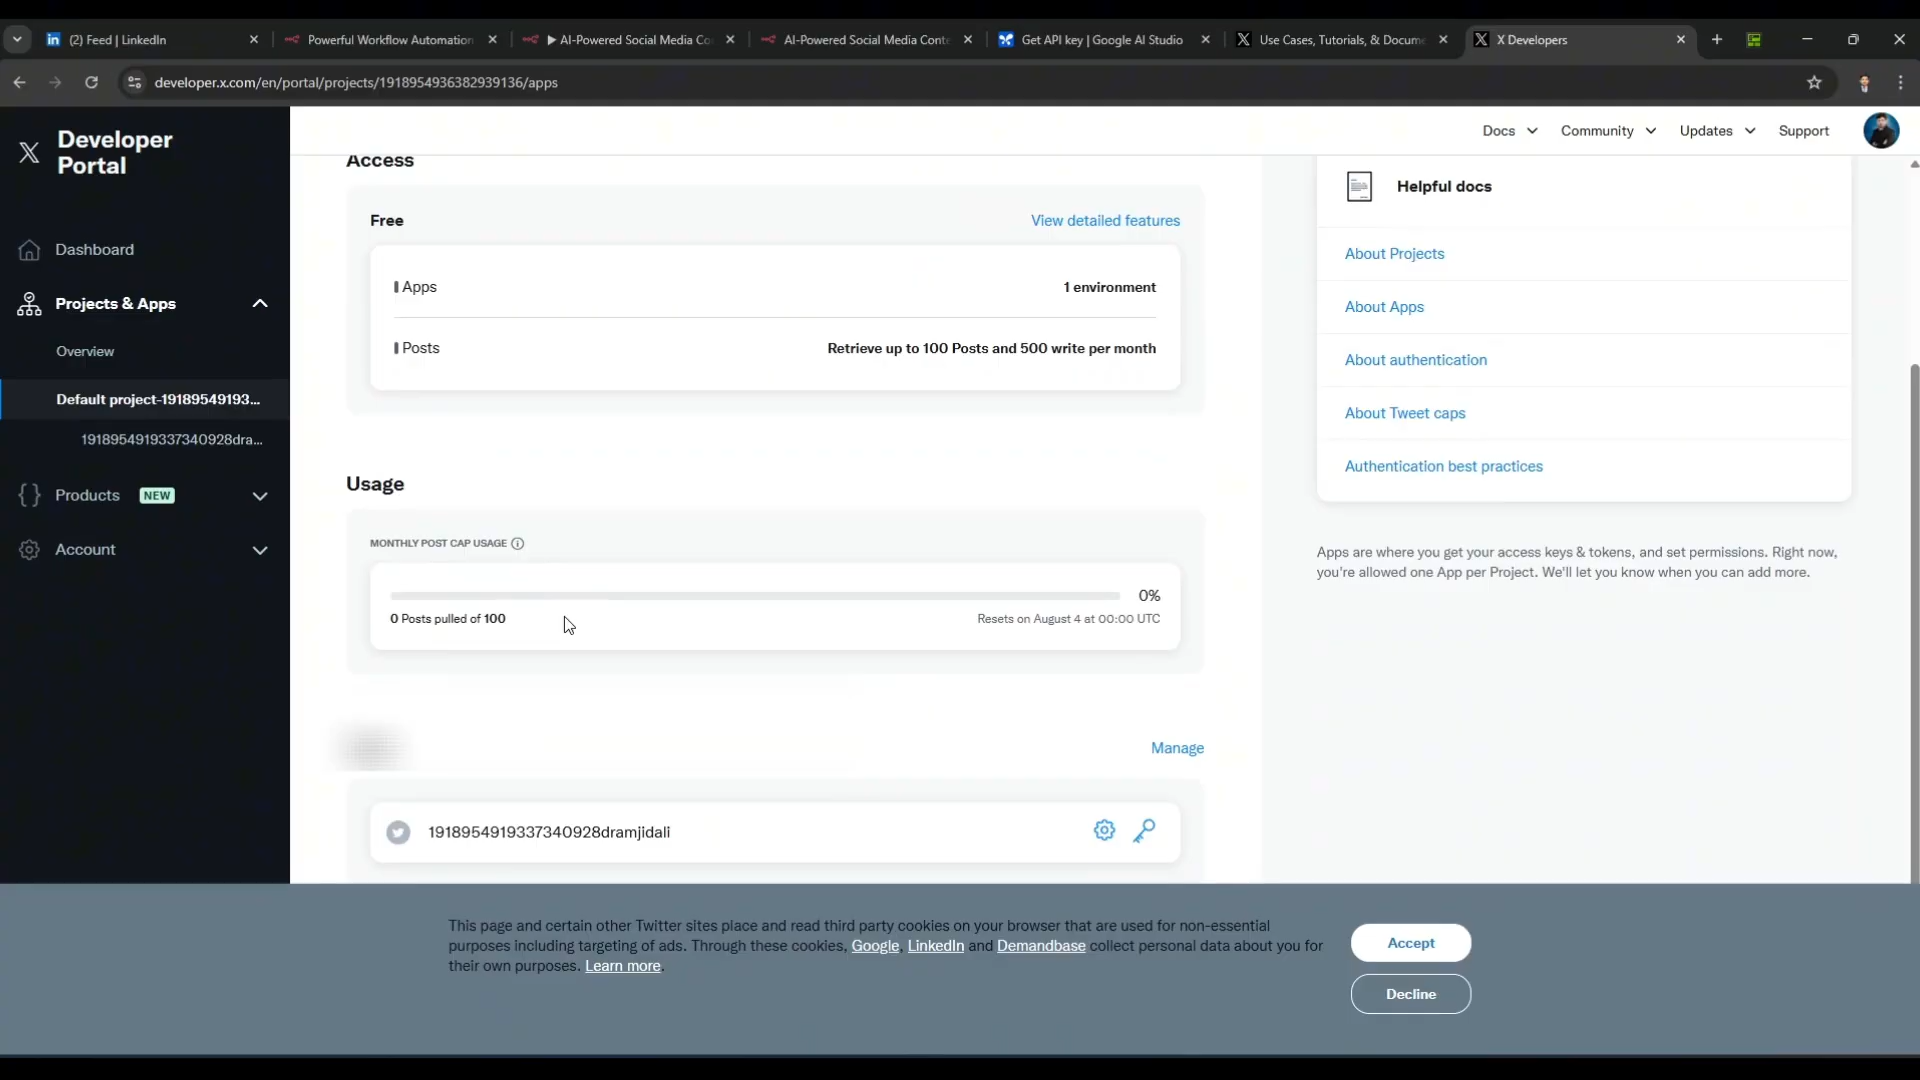 (2) Feed | LinkedIn
Powerful Workflow Automation
▶ AI-Powered Social Media Co
AI-Powered Social Media Conte
Get API key | Google AI Studio
Use Cases, Tutorials, & Docume
X Developers
developer.x.com/en/portal/projects/1918954936382939136/apps
Developer
Portal
Docs
Community
Updates
Support
Dashboard
Projects & Apps
Overview
Default project-19189549193...
1918954919337340928dra...
Products
NEW
Account
Access
Free
View detailed features
Apps
1 environment
Posts
Retrieve up to 100 Posts and 500 write per month
Usage
MONTHLY POST CAP USAGE
0%
0 Posts pulled of 100
Resets on August 4 at 00:00 UTC
Manage
1918954919337340928dramjidali
Helpful docs
About Projects
About Apps
About authentication
About Tweet caps
Authentication best practices
Apps are where you get your access keys & tokens, and set permissions. Right now,
you're allowed one App per Project. We'll let you know when you can add more.
This page and certain other Twitter sites place and read third party cookies on your browser that are used for non-essential
purposes including targeting of ads. Through these cookies, Google, LinkedIn and Demandbase collect personal data about you for
their own purposes. Learn more.
Accept
Decline